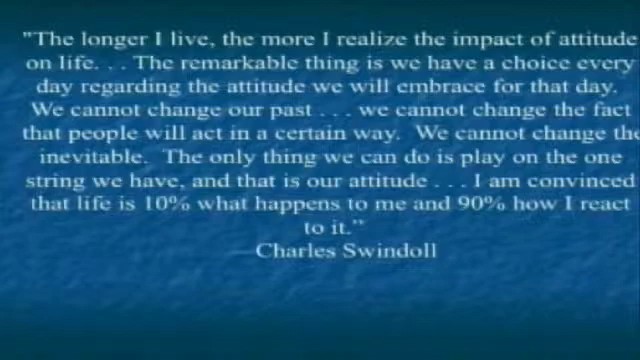 "The longer I live, the more I realize the impact of attitude
on life. . . The remarkable thing is we have a choice every
day regarding the attitude we will embrace for that day.
We cannot change our past . . . we cannot change the fact
that people will act in a certain way. We cannot change the
inevitable. The only thing we can do is play on the one
string we have, and that is our attitude . . . I am convinced
that life is 10% what happens to me and 90% how I react
to it."
—Charles Swindoll